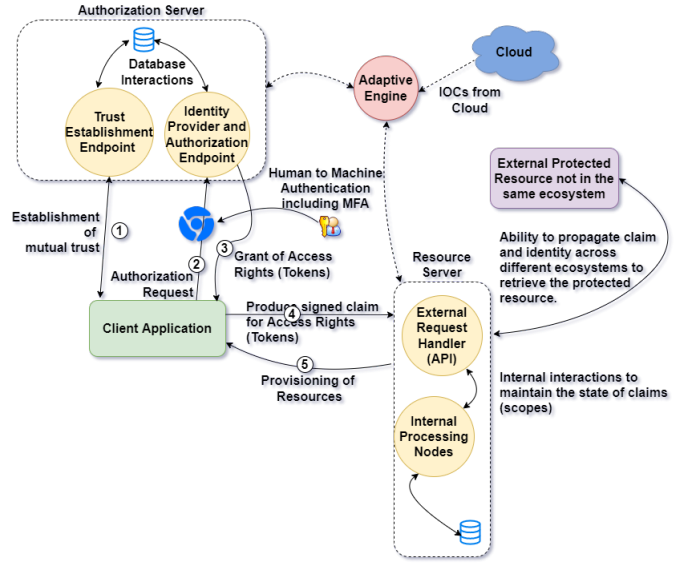 Authorization Server
Database
Interactions
Trust
Establishment
Endpoint
Identity
Provider and
Authorization
Endpoint
Adaptive
Engine
Cloud
IOCs from
Cloud
External Protected
Resource not in the
same ecosystem
Human to Machine
Authentication
including MFA
Establishment
of
mutual trust
1
2
3
Grant of Access
Rights (Tokens)
Authorization
Request
Ability to propagate claim
and identity across
different ecosystems to
retrieve the protected
resource.
Resource
Server
Client Application
Produce signed claim
for Access Rights
(Tokens)
4
External
Request
Handler
(API)
5
Provisioning of
Resources
Internal interactions to
maintain the state of claims
(scopes)
Internal
Processing
Nodes